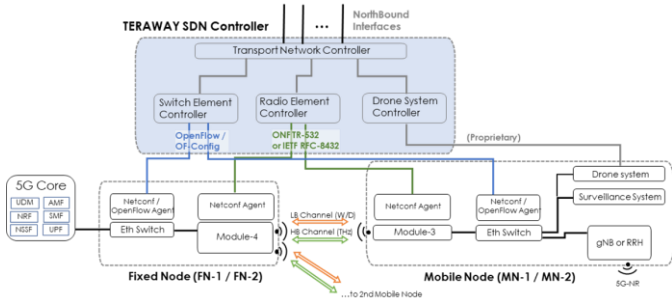 TERAWAY SDN Controller
...
NorthBound
Interfaces
Transport Network Controller
Switch Element
Controller
Radio Element
Controller
Drone System
Controller
OpenFlow /
OF-Config
ONF TR-532
or IETF RFC-8432
(Proprietary)
5G Core
UDM
AMF
NRF
SMF
NSSF
UPF
Netconf/
OpenFlow Agent
Eth Switch
Netconf Agent
Module-4
LB Channel (W/D)
HB Channel (THz)
Netconf Agent
Module-3
Netconf/
OpenFlow Agent
Eth Switch
Drone system
Surveillance System
gNB or RRH
5G-NR
Fixed Node (FN-1 / FN-2)
Mobile Node (MN-1 / MN-2)
...to 2nd Mobile Node